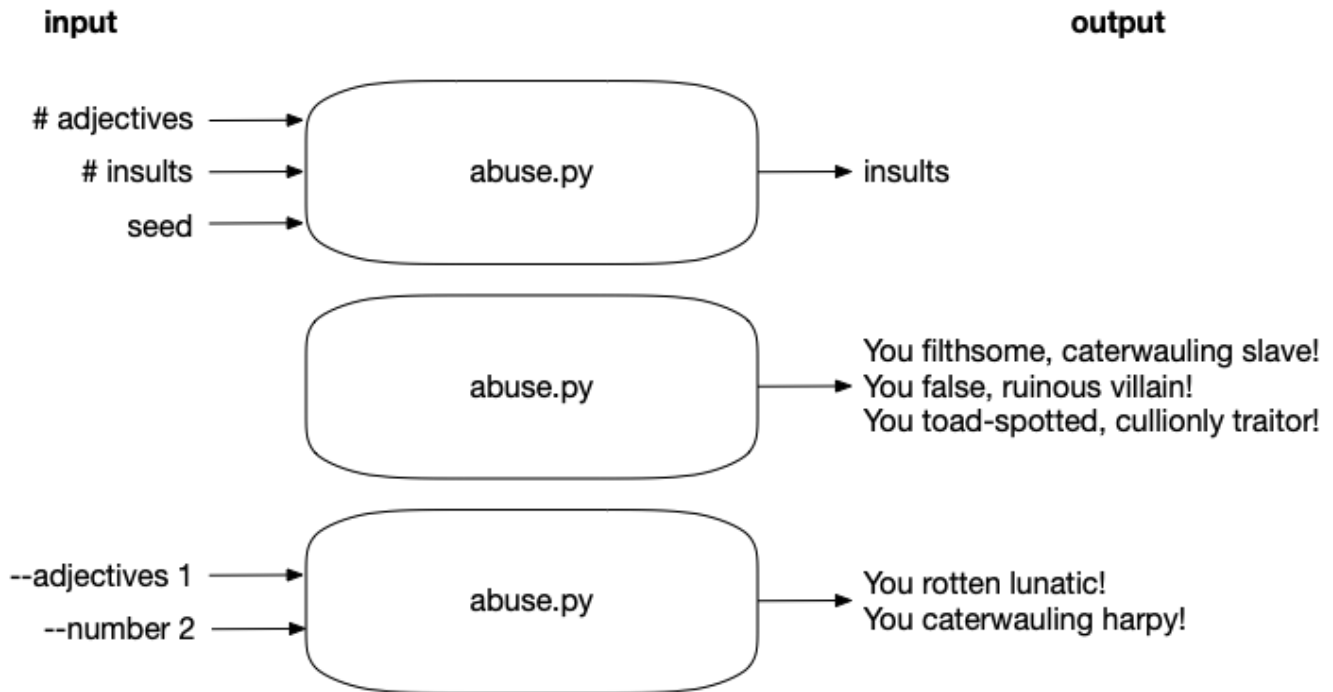 input
output
# adjectives
# insults
seed
abuse.py
insults
abuse.py
You filthsome, caterwauling slave!
You false, ruinous villain!
You toad-spotted, cullionly traitor!
--adjectives 1
--number 2
abuse.py
You rotten lunatic!
You caterwauling harpy!